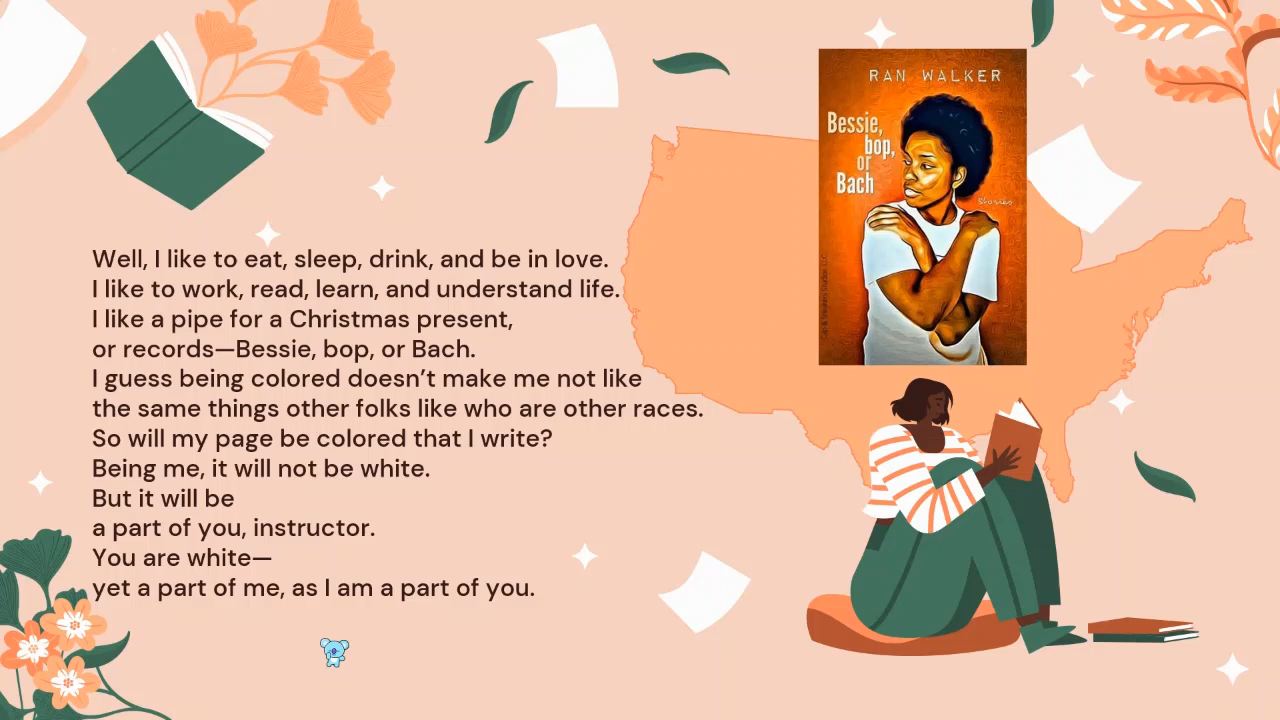 RAN WALKER
Bessie,
bop,
or
Bach
Stories
Well, I like to eat, sleep, drink, and be in love.
I like to work, read, learn, and understand life.
I like a pipe for a Christmas present,
or records—Bessie, bop, or Bach.
I guess being colored doesn’t make me not like
the same things other folks like who are other races.
So will my page be colored that I write?
Being me, it will not be white.
But it will be
a part of you, instructor.
You are white—
yet a part of me, as I am a part of you.